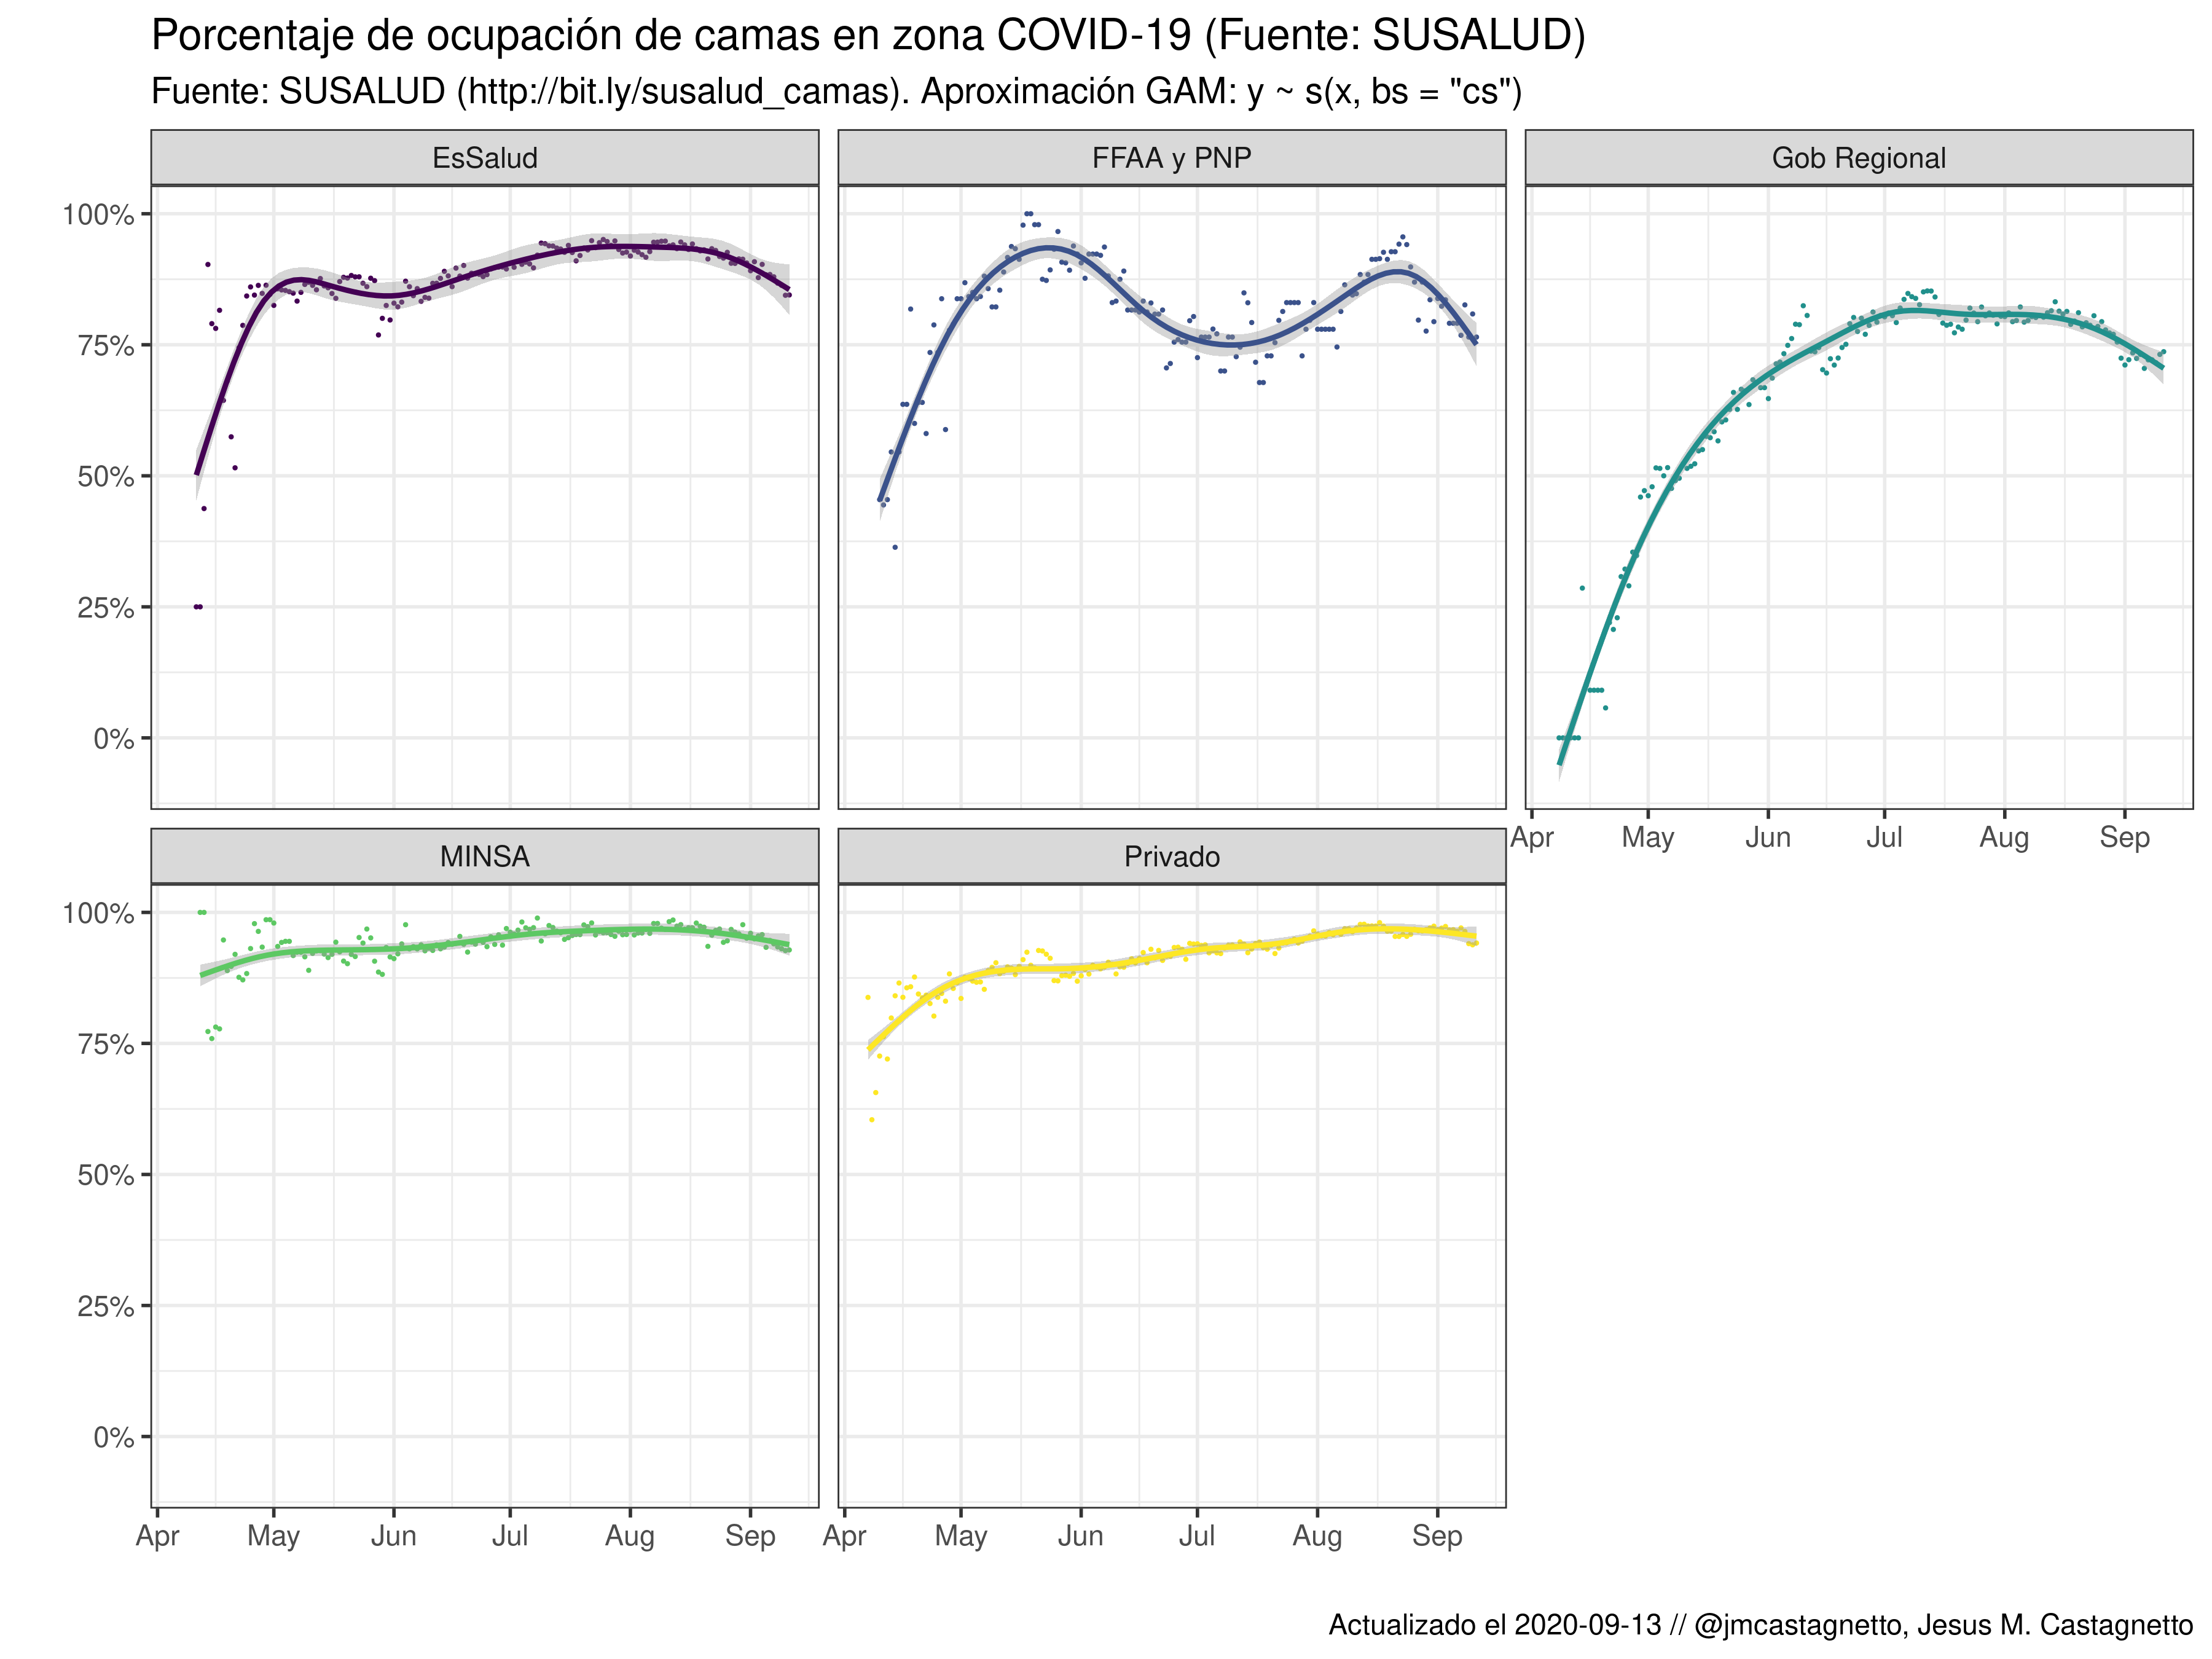 Porcentaje de ocupación de camas en zona COVID-19 (Fuente: SUSALUD)
Fuente: SUSALUD (http://bit.ly/susalud_camas). Aproximación GAM: y ~ s(x, bs = "cs")
EsSalud
FFAA y PNP
Gob Regional
100%
75%
50%
25%
0%
Apr May Jun Jul Aug Sep
MINSA
Privado
100%
75%
50%
25%
0%
Apr May Jun Jul Aug Sep
Apr May Jun Jul Aug Sep
Actualizado el 2020-09-13 // @jmcastagnetto, Jesus M. Castagnetto